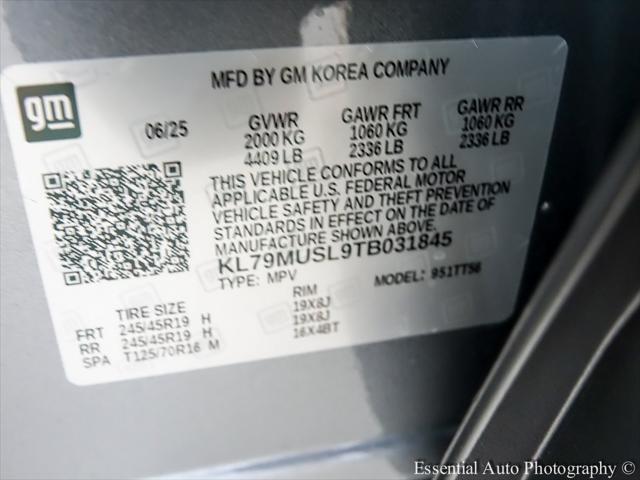 MFD BY GM KOREA COMPANY
gm
06/25 GVWR GAWR FRT GAWR RR
2000 KG 1060 KG 1060 KG
4409 LB 2336 LB 2336 LB
THIS VEHICLE CONFORMS TO ALL
APPLICABLE U.S. FEDERAL MOTOR
VEHICLE SAFETY AND THEFT PREVENTION
STANDARDS IN EFFECT ON THE DATE OF
MANUFACTURE SHOWN ABOVE.
KL79MUSL9TB031845
TYPE: MPV MODEL: 951TT56
TIRE SIZE RIM
FRT 245/45R19 H 19X8J
RR 245/45R19 H 19X8J
SPA T125/70R16 M 16X4BT
Essential Auto Photography ©